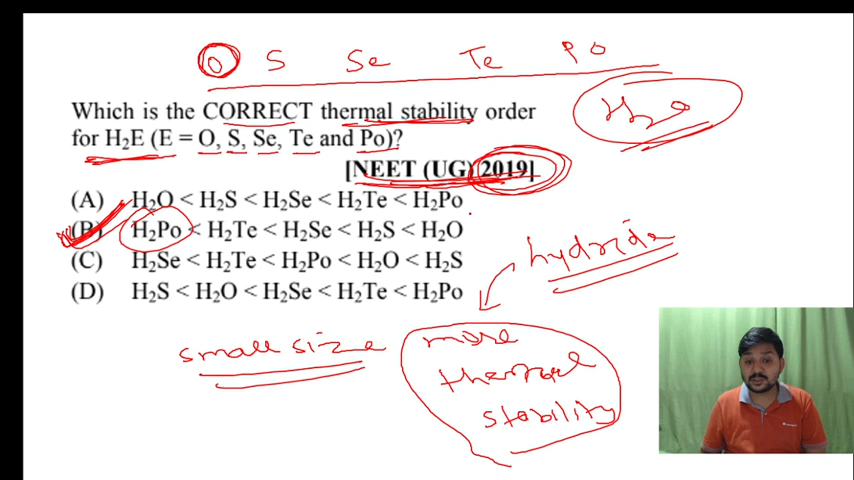 O S Se Te PO
H2O
Which is the CORRECT thermal stability order
for H₂E (E = O, S, Se, Te and Po)?
[NEET (UG) 2019]
(A) H₂O < H₂S < H₂Se < H₂Te < H₂Po
(B) H₂Po < H₂Te < H₂Se < H₂S < H₂O
(C) H₂Se < H₂Te < H₂Po < H₂O < H₂S
(D) H₂S < H₂O < H₂Se < H₂Te < H₂Po
hydride
small size
more
thermal
stability